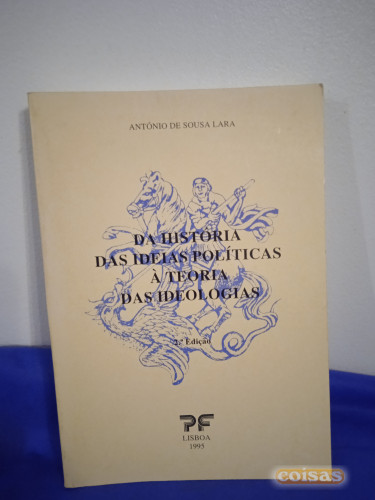 ANTÓNIO DE SOUSA LARA
DA HISTÓRIA
DAS IDEIAS POLÍTICAS
À TEORIA
DAS IDEOLOGIAS
2.ª Edição
PF
LISBOA
1995
coisas